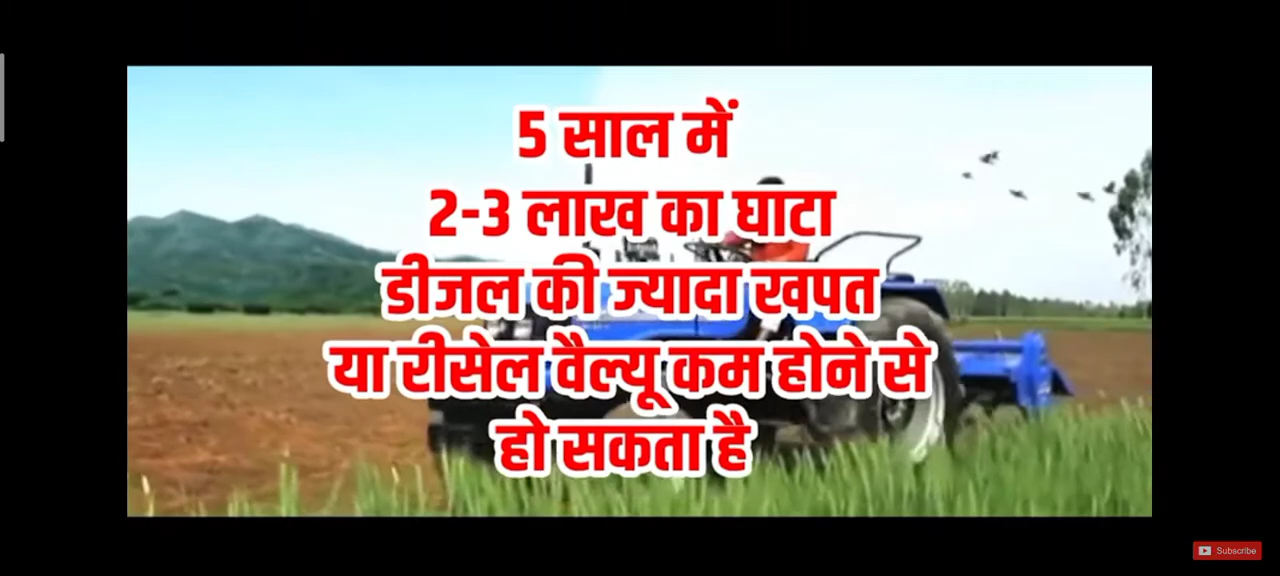 5 साल में
2-3 लाख का घाटा
डीजल की ज्यादा खपत
या रीसेल वैल्यू कम होने से
हो सकता है
Subscribe